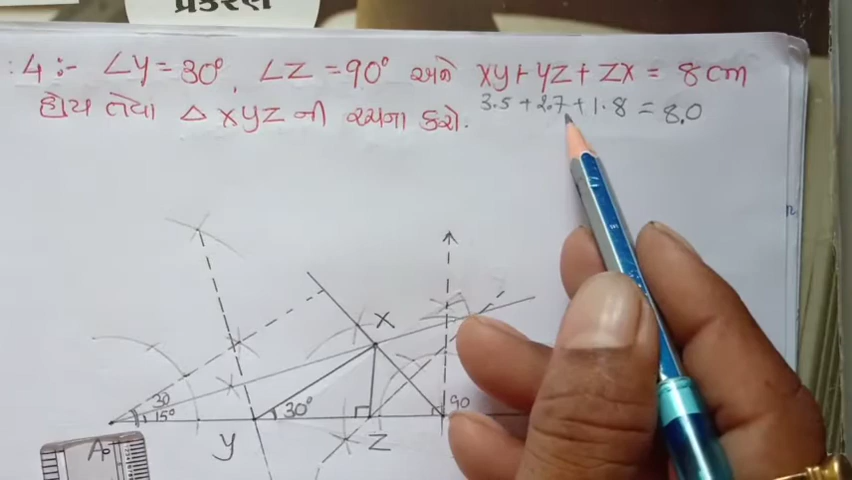 પ્રકરણ
:4 :- ∠Y = 30°, ∠Z = 90° અને XY + YZ + ZX = 8 cm
હોય તેવા △ XYZ ની રચના કરો.
3.5 + 2.7 + 1.8 = 8.0
X
30
15°
30°
90
A
Y
Z